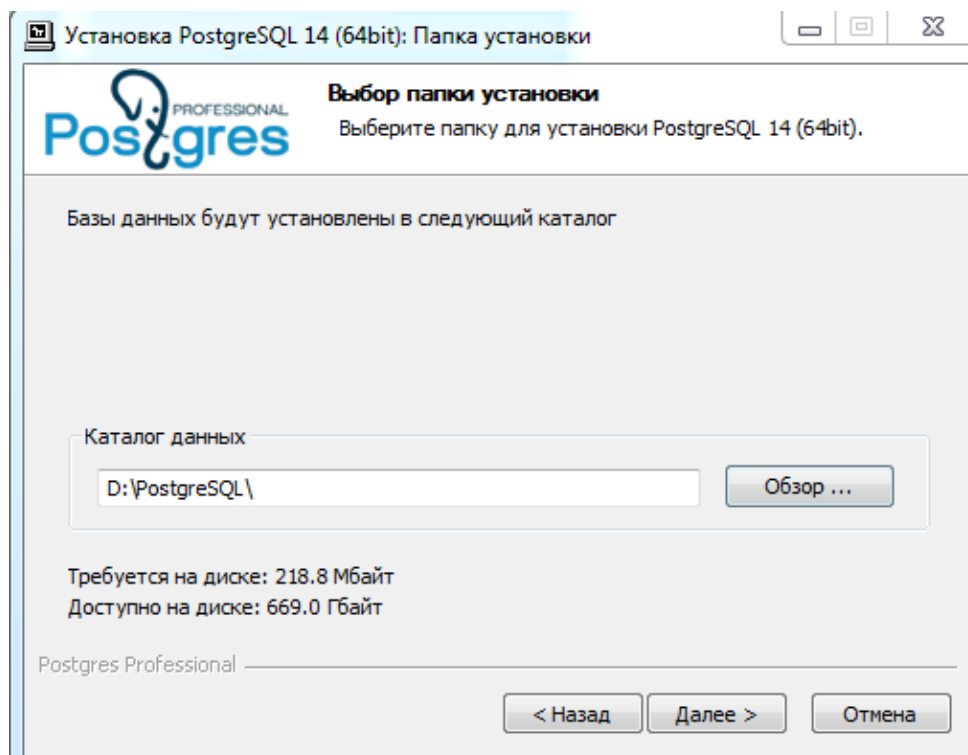 Установка PostgreSQL 14 (64bit): Папка установки
PROFESSIONAL
Postgres
Выбор папки установки
Выберите папку для установки PostgreSQL 14 (64bit).
Базы данных будут установлены в следующий каталог
Каталог данных
D:\PostgreSQL\
Обзор ...
Требуется на диске: 218.8 Мбайт
Доступно на диске: 669.0 Гбайт
Postgres Professional
< Назад
Далее >
Отмена